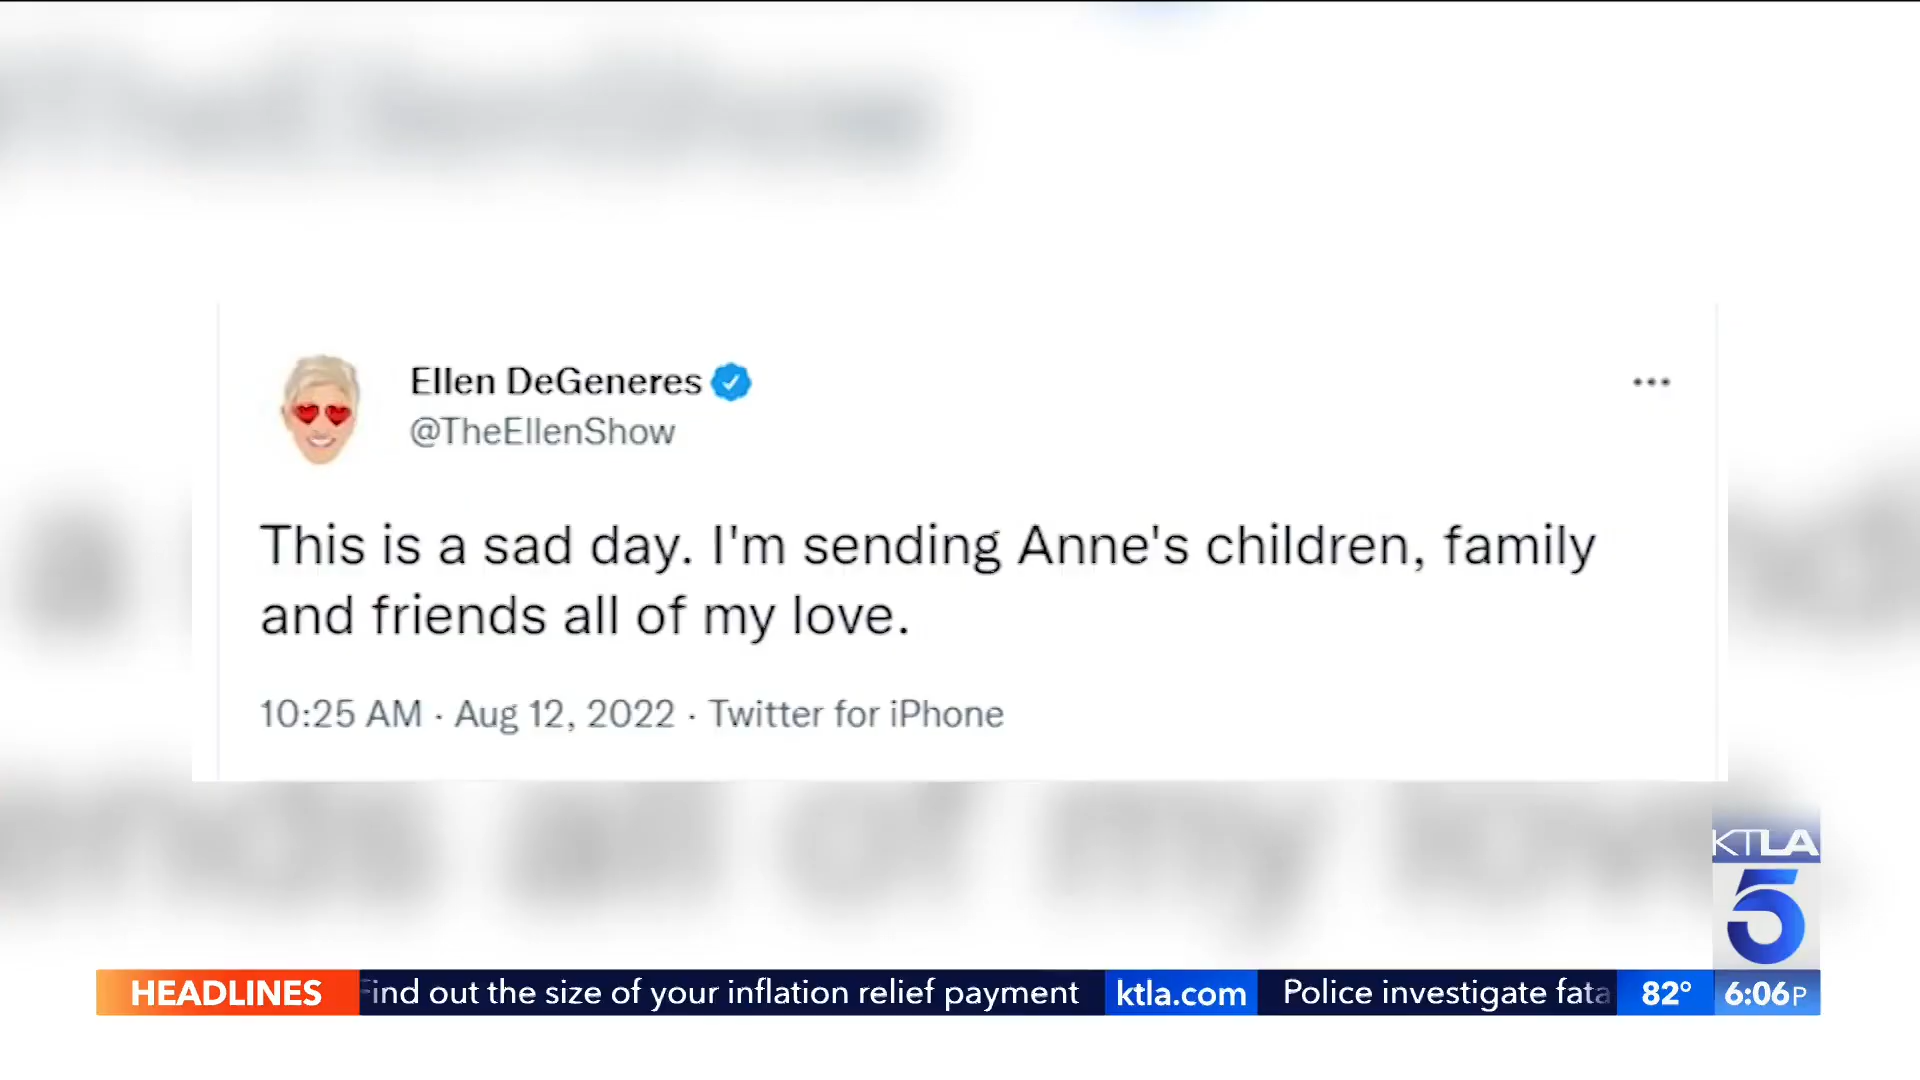 Ellen DeGeneres
@TheEllenShow
This is a sad day. I'm sending Anne's children, family
and friends all of my love.
10:25 AM · Aug 12, 2022 · Twitter for iPhone
KTLA
5
HEADLINES
Find out the size of your inflation relief payment
ktla.com
Police investigate fata
82°
6:06P